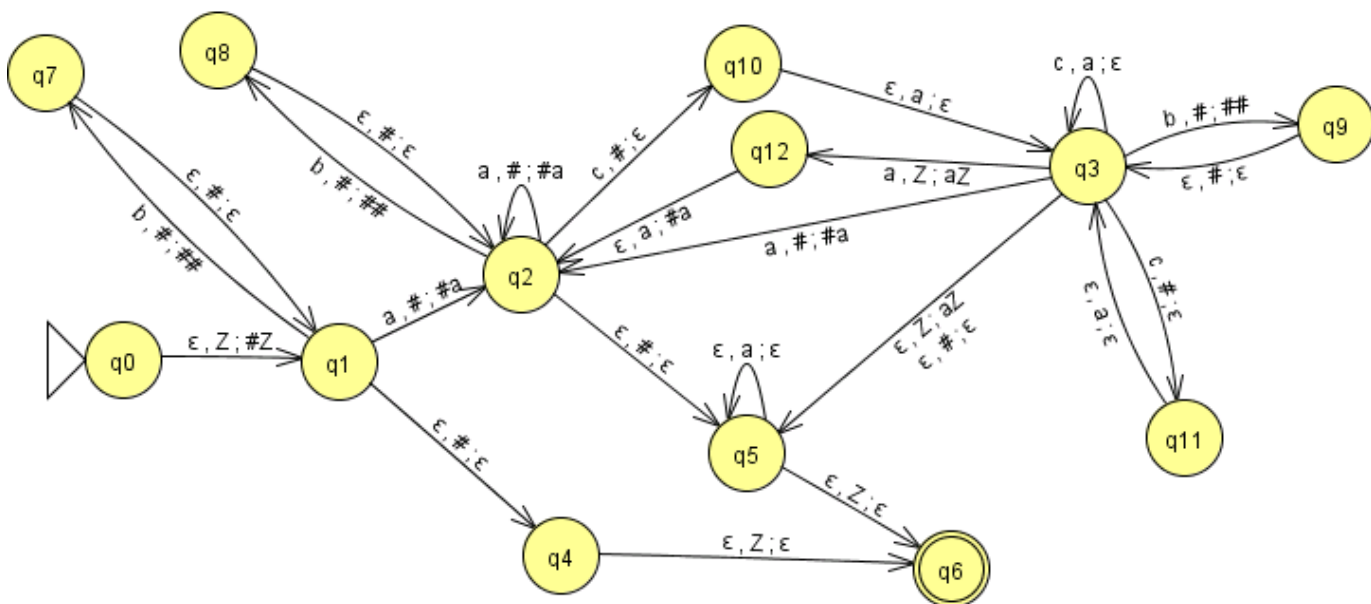 q7
q8
q10
q12
q3
q9
q2
q0
q1
q5
q11
q4
q6
ε , # ; ε
b , # ; ##
ε , # ; ε
b , # ; ##
a , # ; #a
c , # ; ε
ε , a ; ε
c , a ; ε
b , # ; ##
ε , # ; ε
a , Z ; aZ
ε , a ; #a
a , # ; #a
ε , Z ; #Z
a , # ; #a
ε , # ; ε
ε , # ; ε
ε , a ; ε
ε , Z ; aZ
ε , # ; ε
c , # ; ε
ε , a ; ε
ε , Z ; ε
ε , Z ; ε